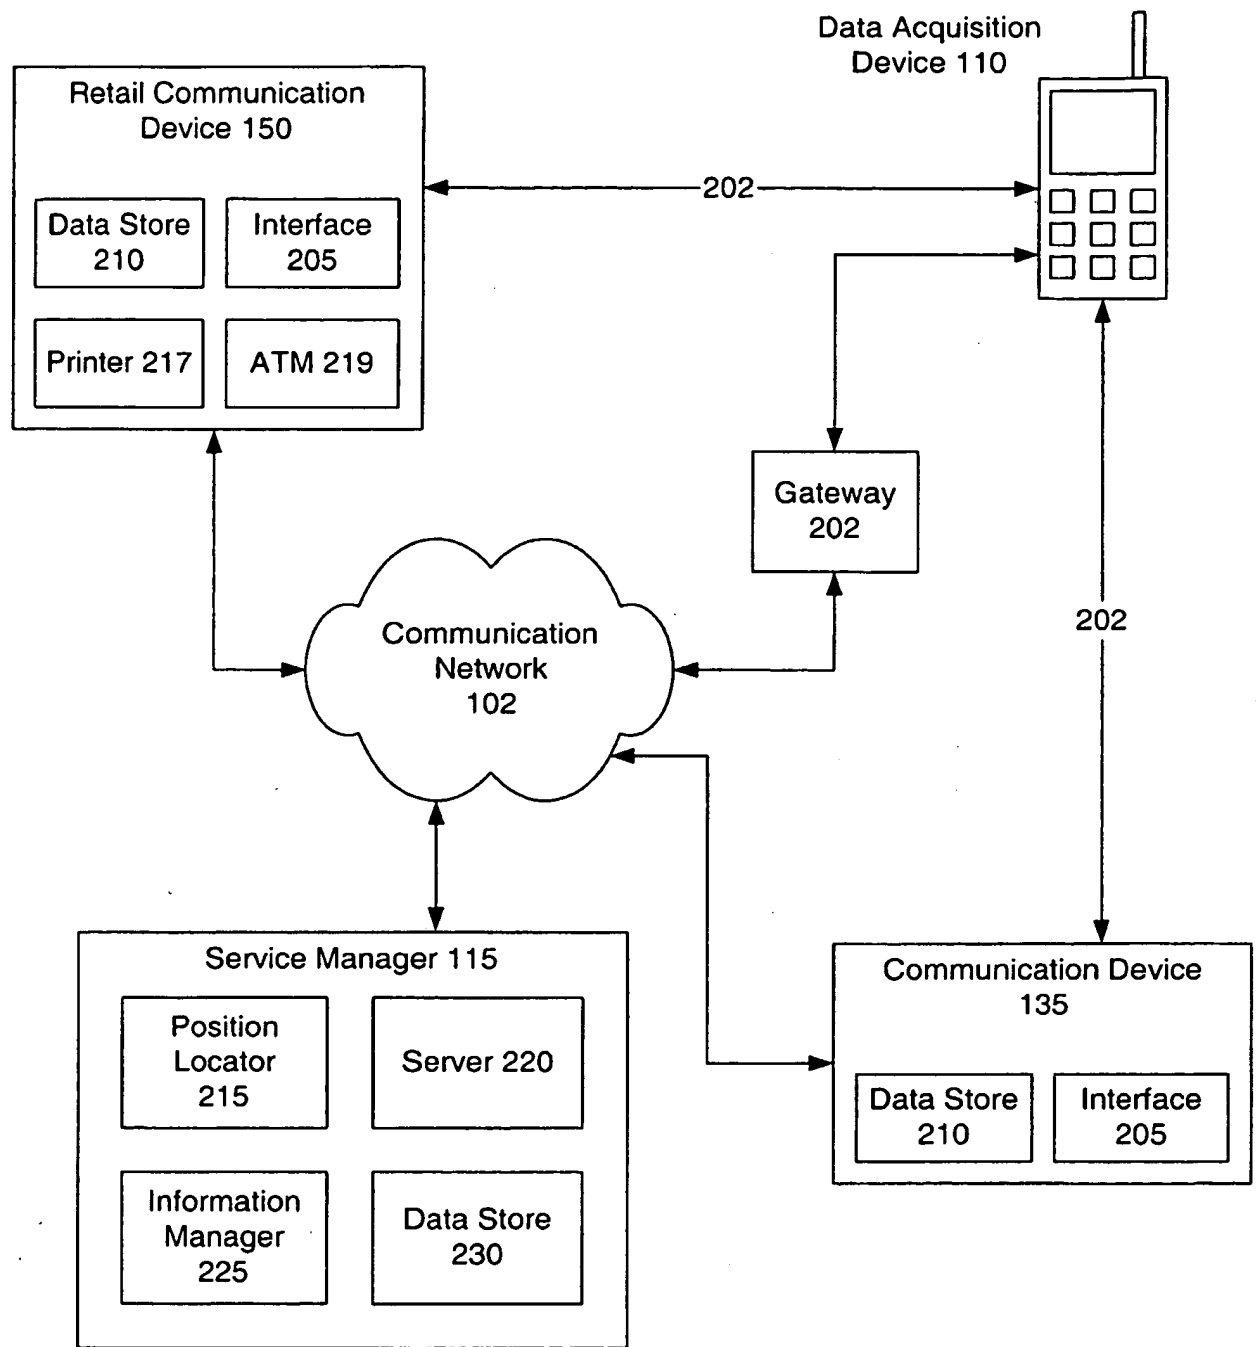 Data Acquisition
Device 110
Retail Communication
Device 150
202
Data Store
210
Interface
205
Printer 217
ATM 219
Gateway
202
Communication
Network
102
202
Service Manager 115
Position
Locator
215
Server 220
Information
Manager
225
Data Store
230
Communication Device
135
Data Store
210
Interface
205